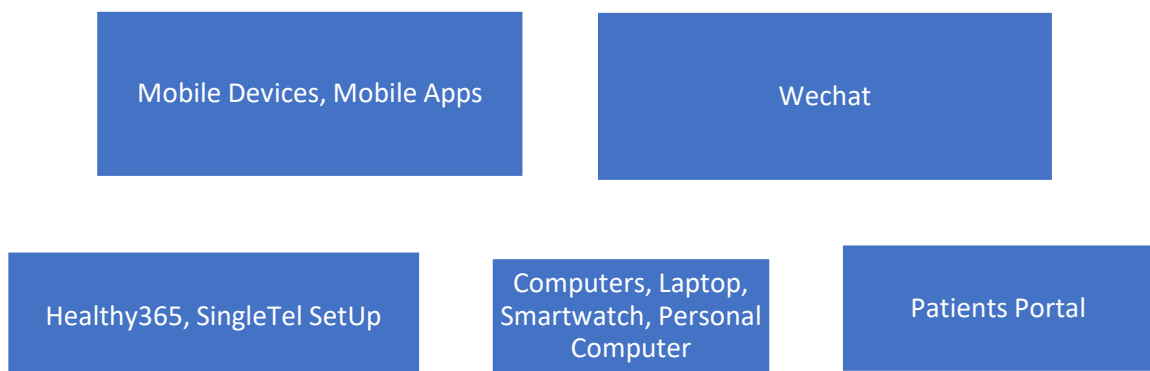 Mobile Devices, Mobile Apps
Wechat
Healthy365, SingleTel SetUp
Computers, Laptop,
Smartwatch, Personal
Computer
Patients Portal